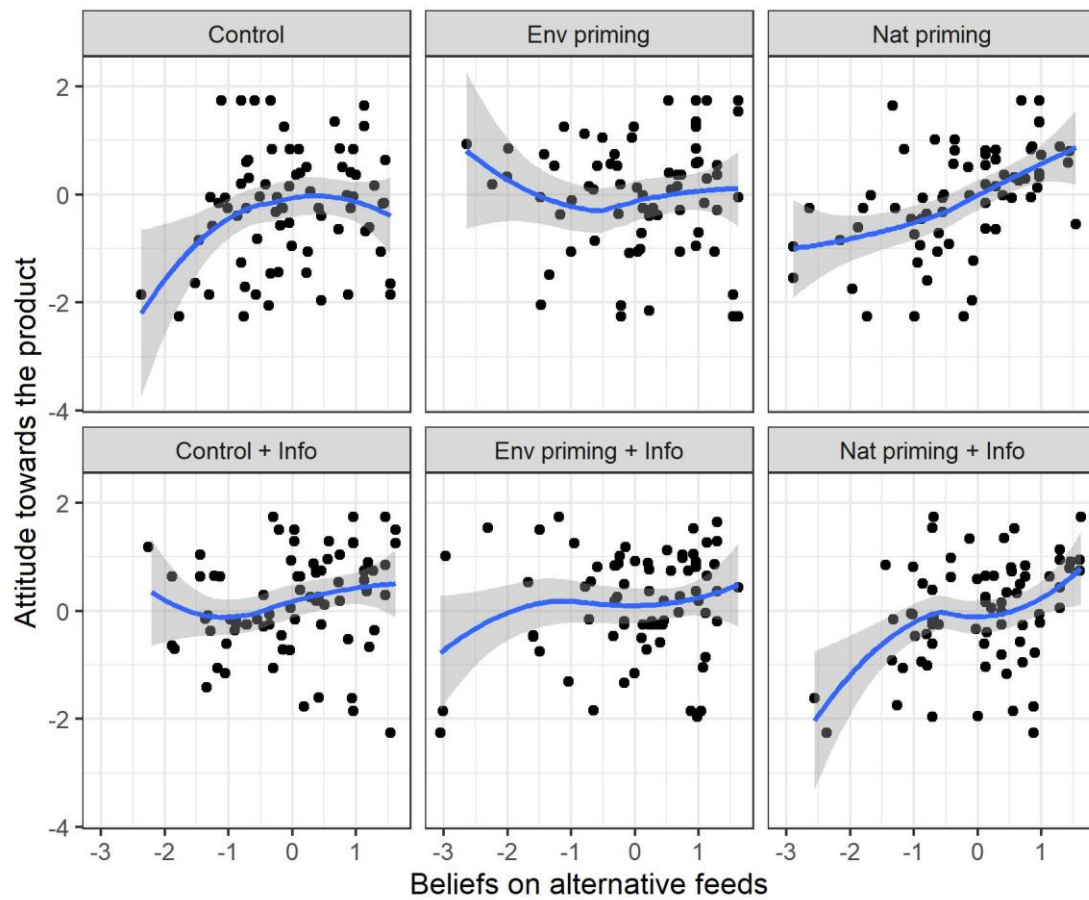 Control
Env priming
Nat priming
2
0
-2
-4
Control + Info
Env priming + Info
Nat priming + Info
2
0
-2
-4
-3 -2 -1 0 1
-3 -2 -1 0 1
-3 -2 -1 0 1
Attitude towards the product
Beliefs on alternative feeds